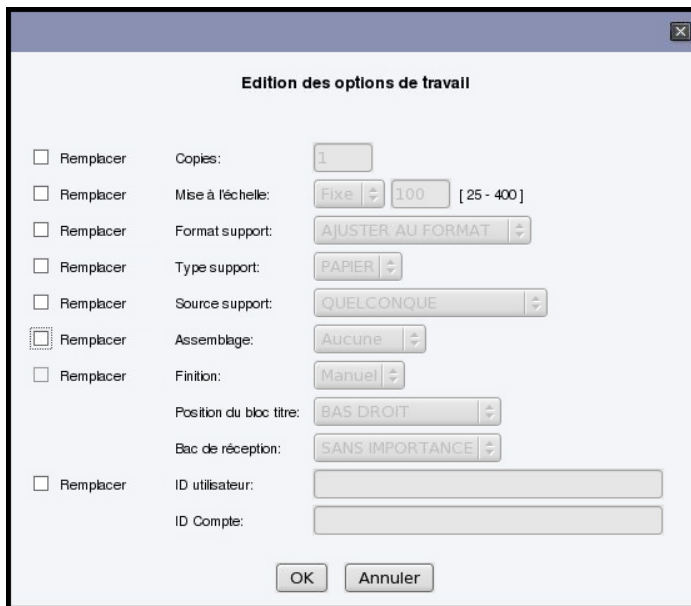 Edition des options de travail
Remplacer Copies: 1
Remplacer Mise à l'échelle: Fixe 100 [ 25 - 400 ]
Remplacer Format support: AJUSTER AU FORMAT
Remplacer Type support: PAPIER
Remplacer Source support: QUELCONQUE
Remplacer Assemblage: Aucune
Remplacer Finition: Manuel
Position du bloc titre: BAS DROIT
Bac de réception: SANS IMPORTANCE
Remplacer ID utilisateur:
ID Compte:
OK Annuler